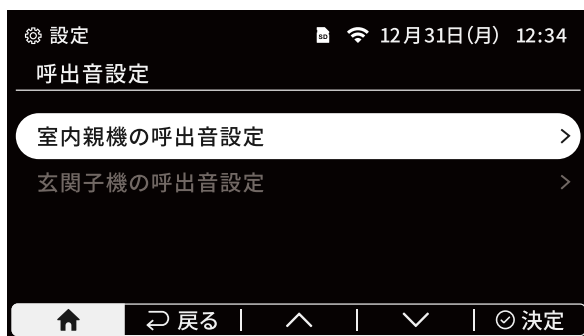 設定 SD 12月31日(月) 12:34
呼出音設定
室内親機の呼出音設定
玄関子機の呼出音設定
戻る 決定